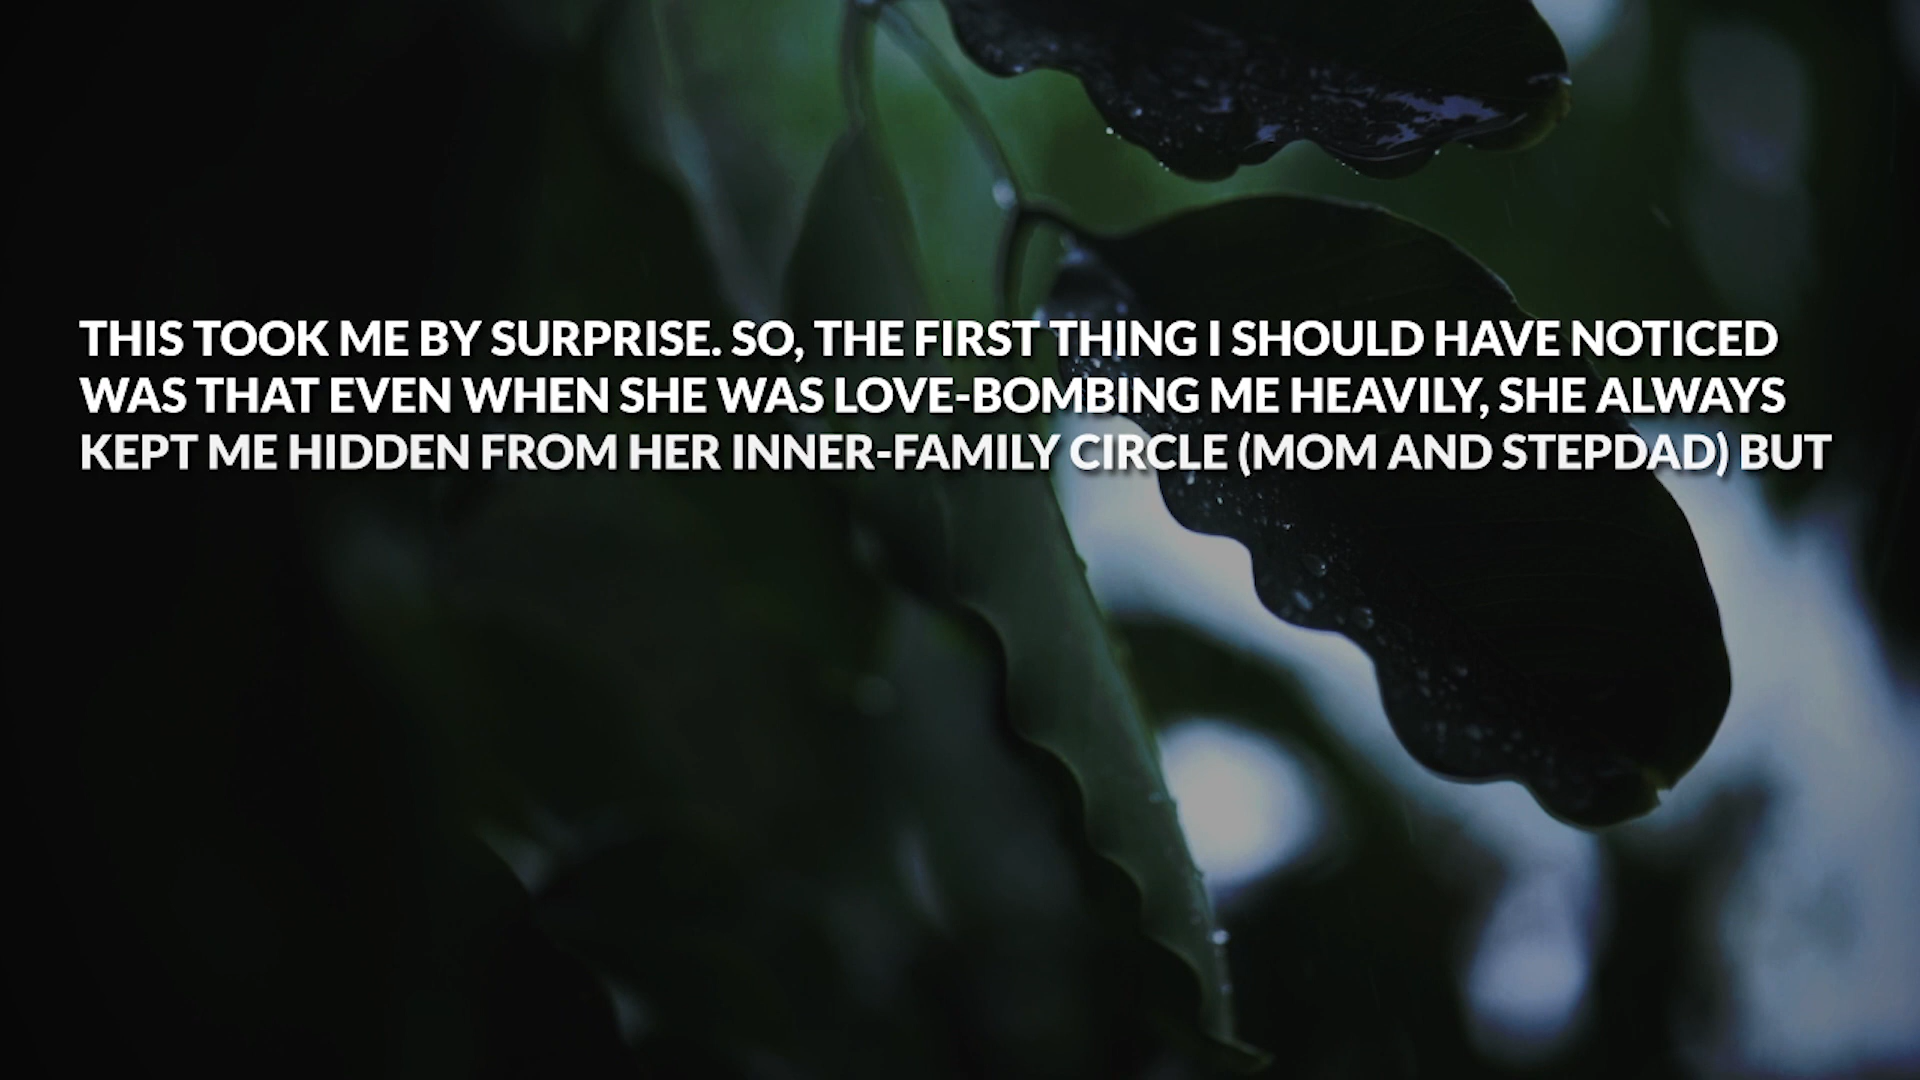 THIS TOOK ME BY SURPRISE. SO, THE FIRST THING I SHOULD HAVE NOTICED
WAS THAT EVEN WHEN SHE WAS LOVE-BOMBING ME HEAVILY, SHE ALWAYS
KEPT ME HIDDEN FROM HER INNER-FAMILY CIRCLE (MOM AND STEPDAD) BUT